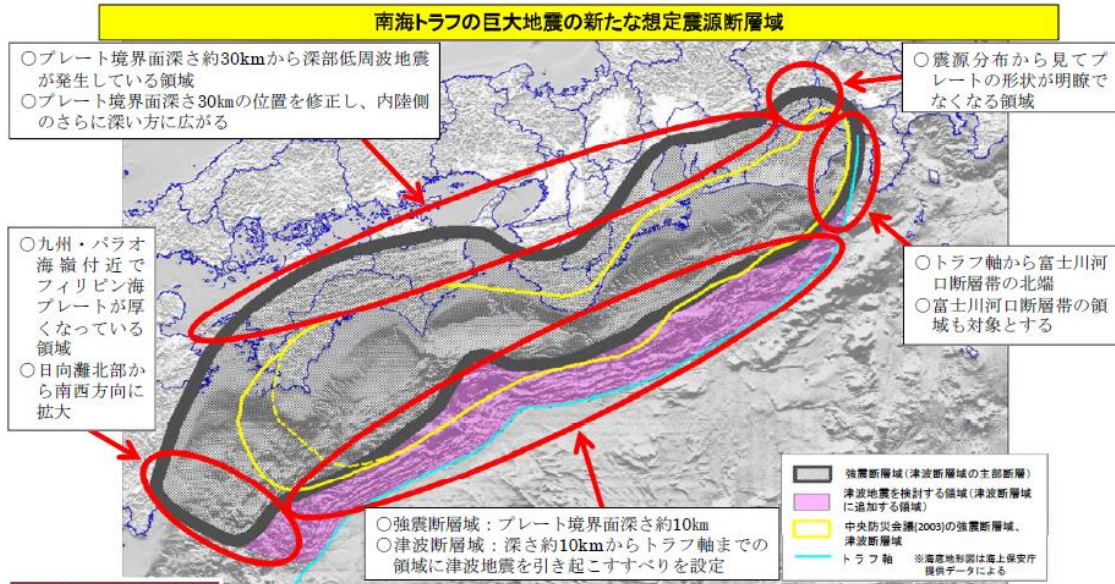 南海トラフの巨大地震の新たな想定震源断層域
○プレート境界面深さ約30kmから深部低周波地震
が発生している領域
○プレート境界面深さ30kmの位置を修正し、内陸側
のさらに深い方に広がる
○震源分布から見てプ
レートの形状が明瞭で
なくなる領域
○九州・パラオ
海嶺付近で
フィリピン海
プレートが厚
くなっている
領域
○日向灘北部か
ら南西方向に
拡大
○トラフ軸から富士川河
口断層帯の北端
○富士川河口断層帯の領
域も対象とする
○強震断層域：プレート境界面深さ約10km
○津波断層域：深さ約10kmからトラフ軸までの
領域に津波地震を引き起こすすべりを設定
強震断層域(津波断層域の主部断層)
津波地震を検討する領域(津波断層域
に追加する領域)
中央防災会議(2003)の強震断層域、
津波断層域
トラフ軸 ※海底地形図は海上保安庁
提供データによる